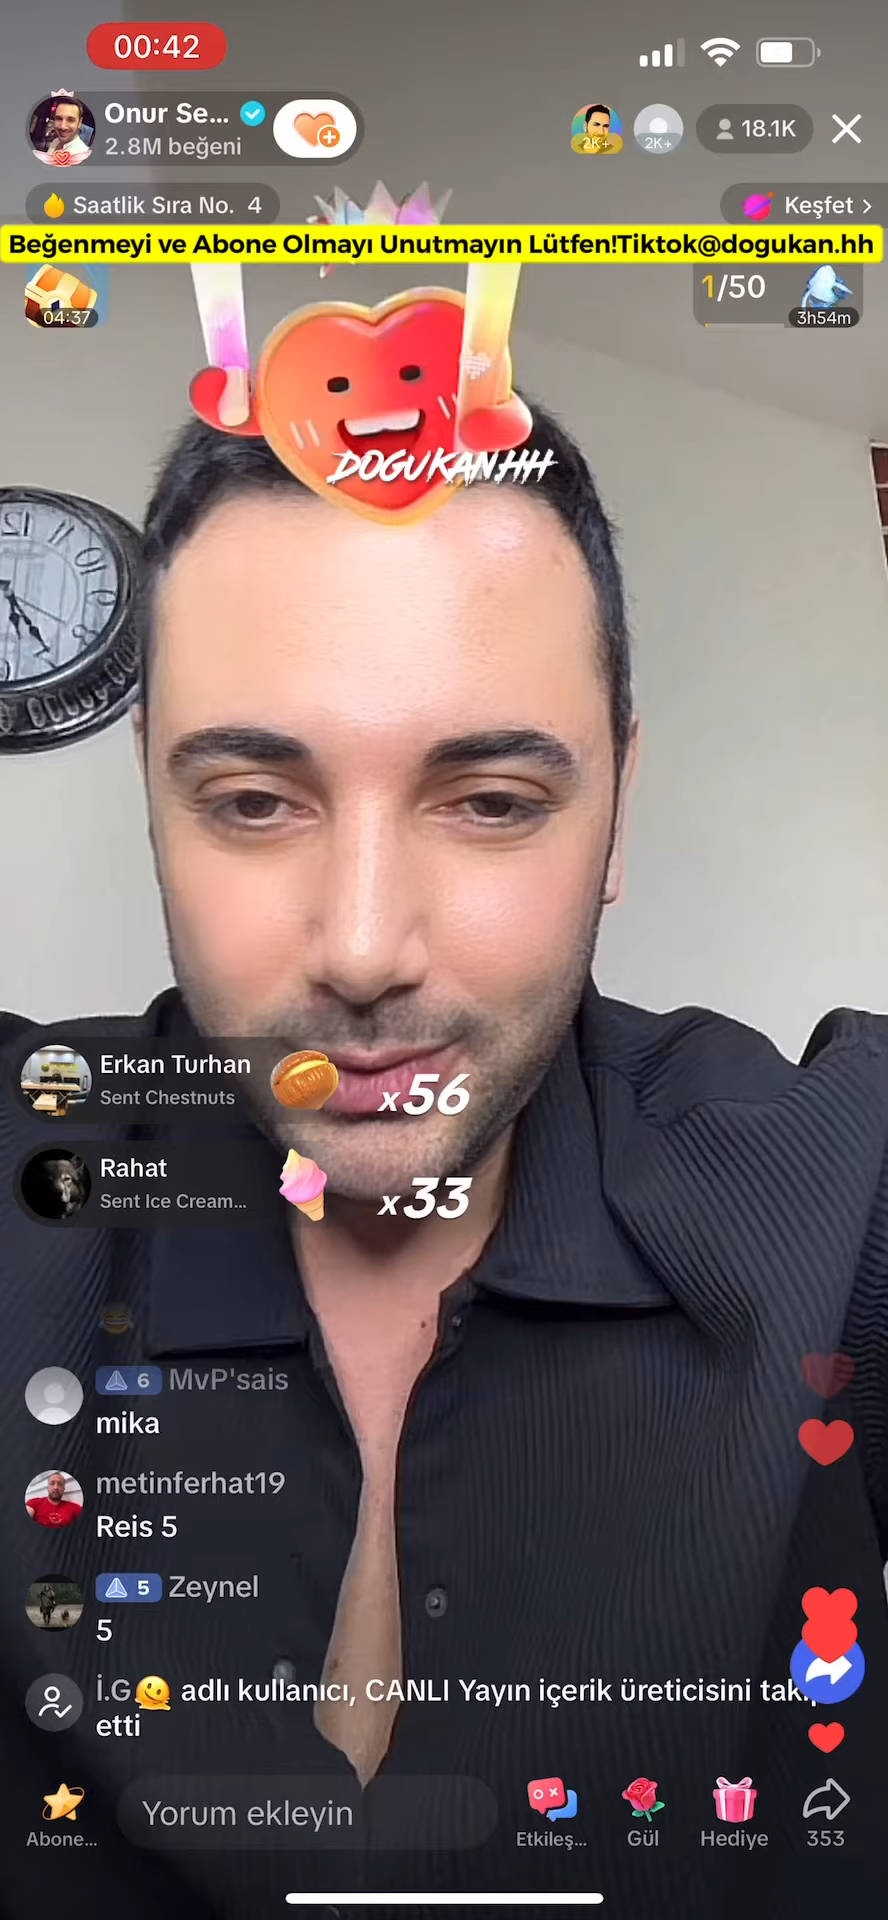 00:42
Onur Se...
2.8M beğeni
2K+
2K+
18.1K
Saatlik Sıra No. 4
Keşfet >
Beğenmeyi ve Abone Olmayı Unutmayın Lütfen!Tiktok@dogukan.hh
04:37
1/50
3h54m
DOGUKAN.HH
Erkan Turhan
Sent Chestnuts
x56
Rahat
Sent Ice Cream...
x33
6 MvP'sais
mika
metinferhat19
Reis 5
5 Zeynel
5
İ.G🫠 adlı kullanıcı, CANLI Yayın içerik üreticisini takip
etti
Yorum ekleyin
Abone...
Etkileş...
Gül
Hediye
353